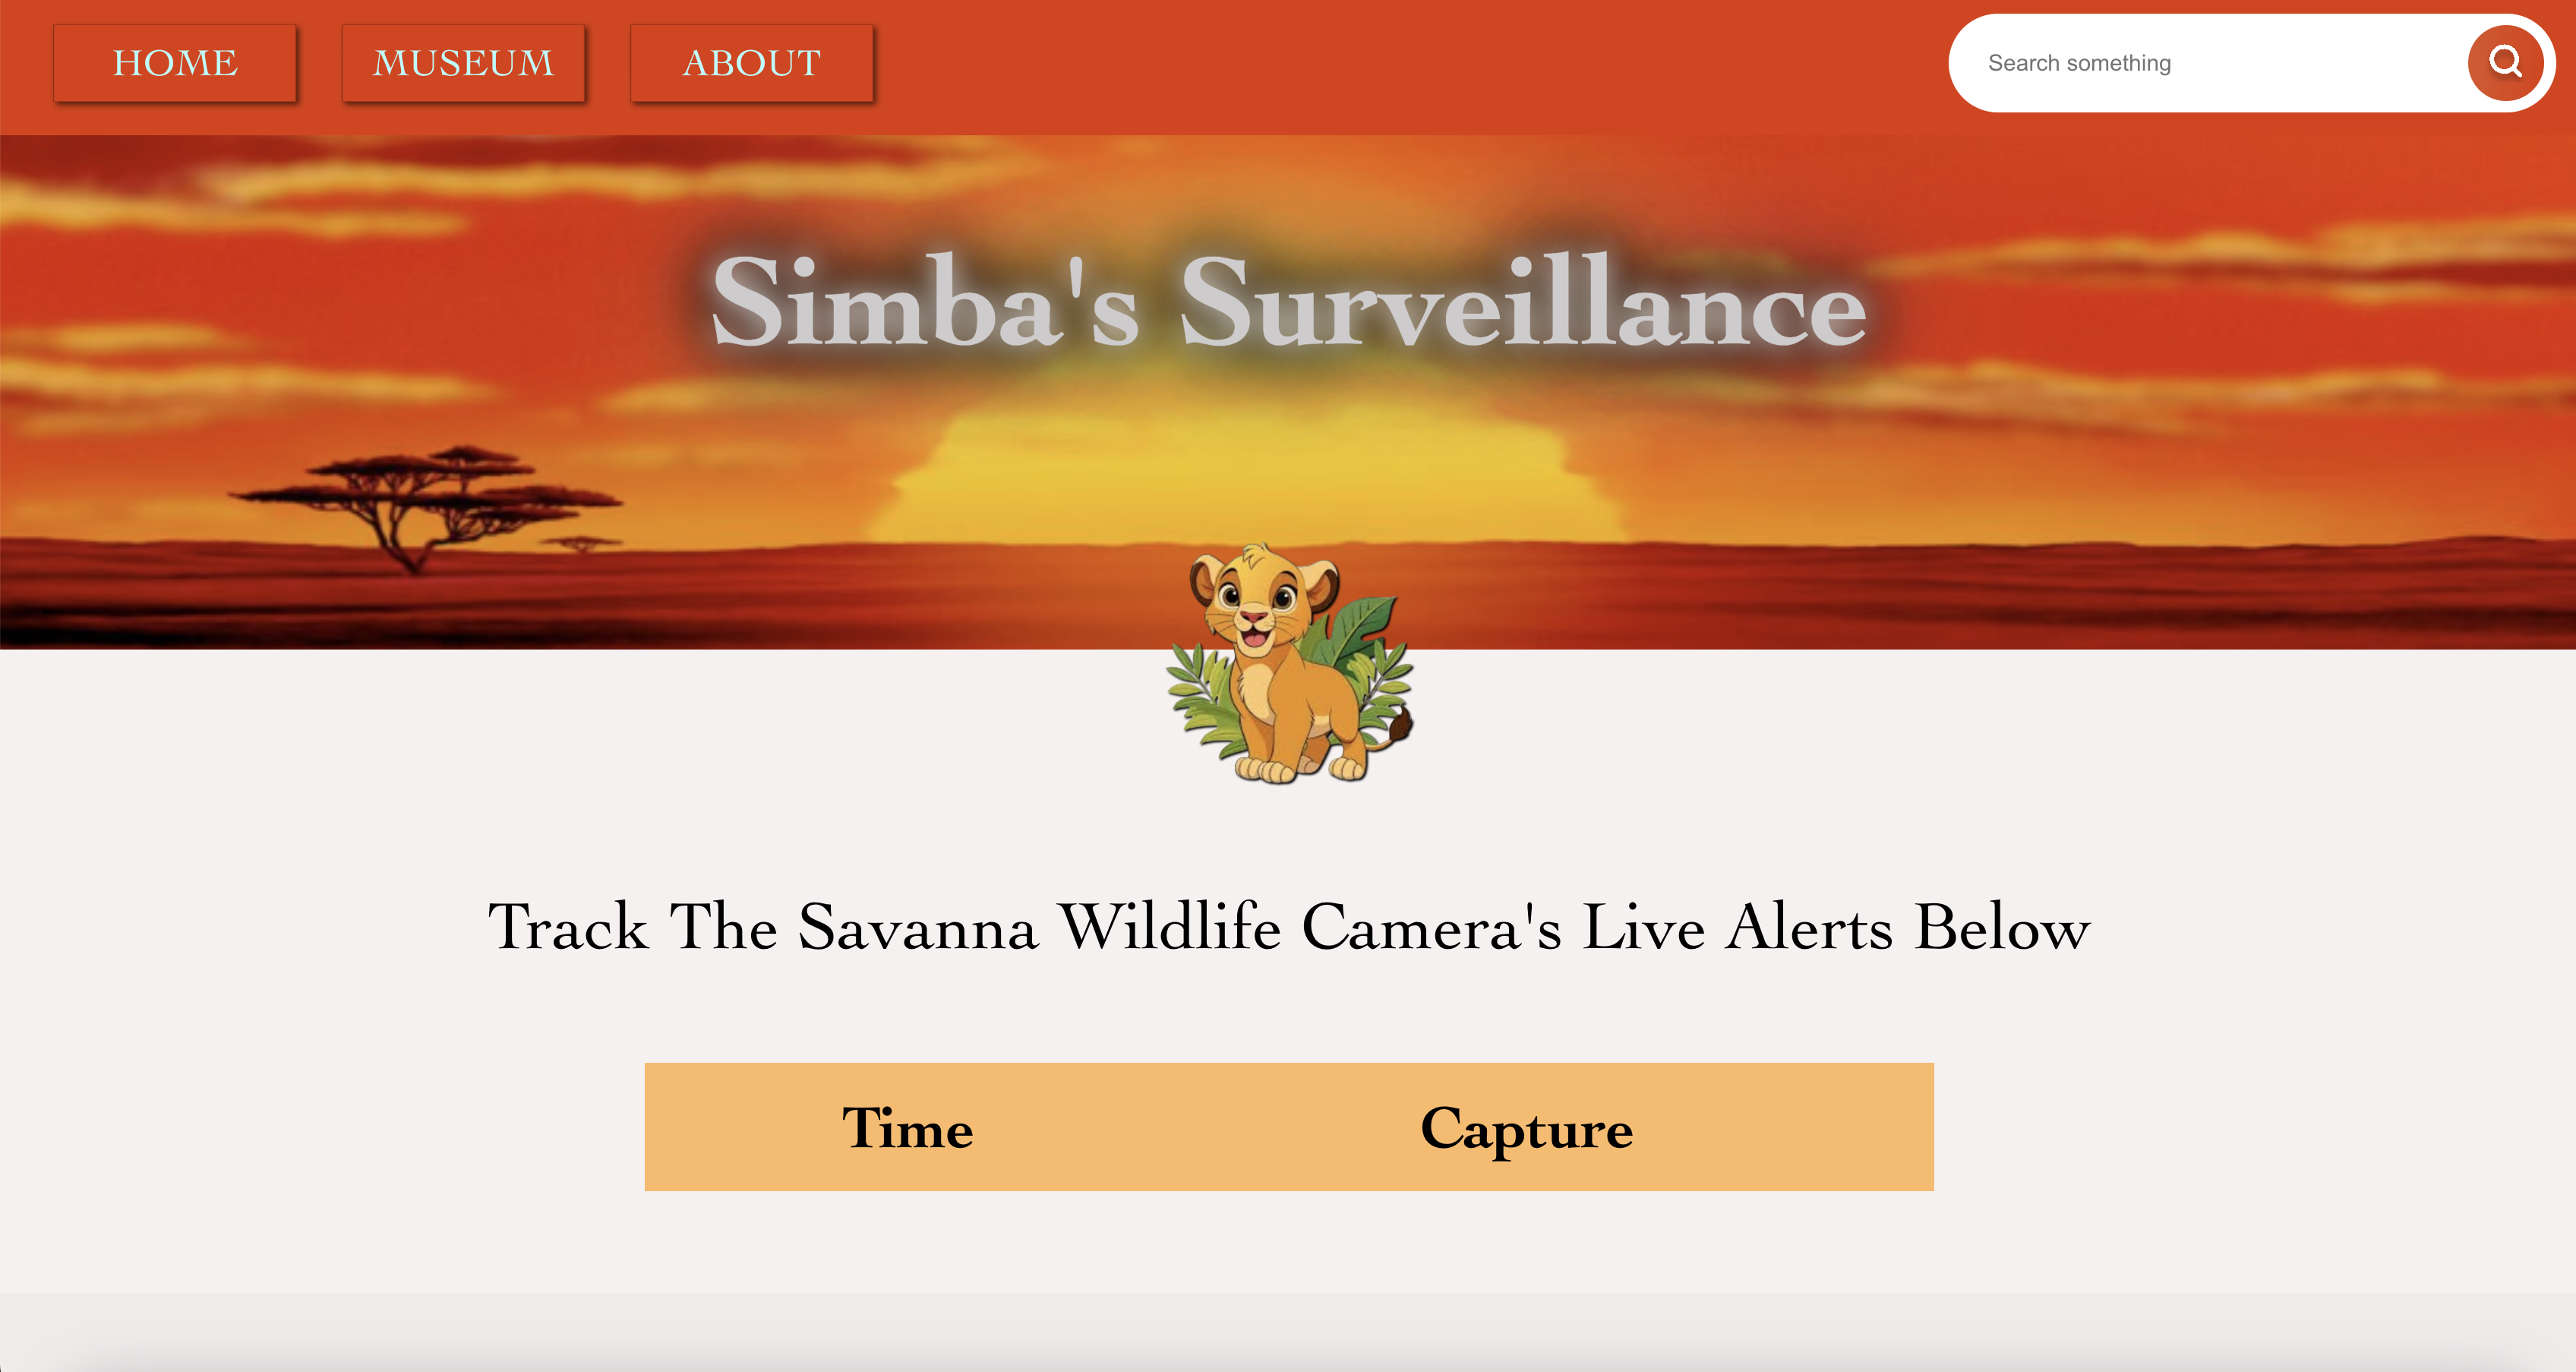 HOME MUSEUM ABOUT Search something
Simba's Surveillance
Track The Savanna Wildlife Camera's Live Alerts Below
Time Capture